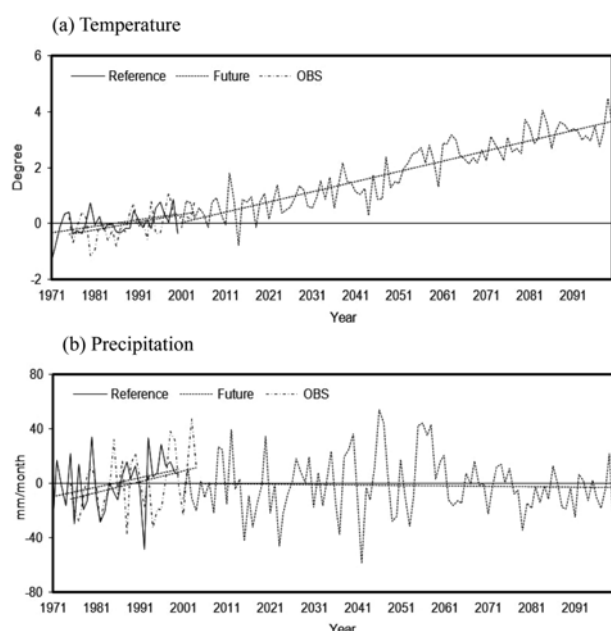 (a) Temperature
6
Reference Future OBS
4
Degree
2
0
-2
1971 1981 1991 2001 2011 2021 2031 2041 2051 2061 2071 2081 2091
Year
(b) Precipitation
80
Reference Future OBS
40
mm/month
0
-40
-80
1971 1981 1991 2001 2011 2021 2031 2041 2051 2061 2071 2081 2091
Year